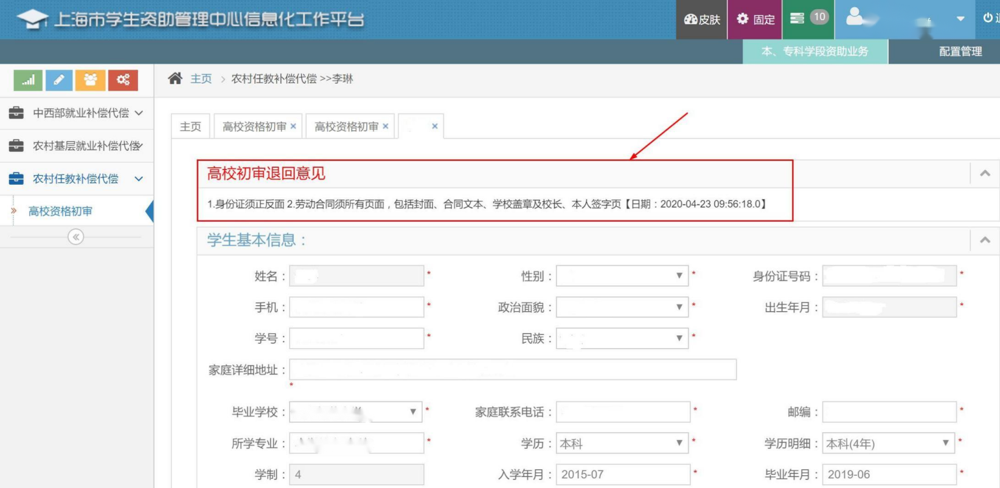 上海市学生资助管理中心信息化工作平台
皮肤 固定 10
本、专科学段资助业务 配置管理
主页 > 农村任教补偿代偿 >>李琳
中西部就业补偿代偿
农村基层就业补偿代偿
农村任教补偿代偿
» 高校资格初审
«
主页 高校资格初审 × 高校资格初审 × ×
高校初审退回意见
1.身份证须正反面 2.劳动合同须所有页面，包括封面、合同文本、学校盖章及校长、本人签字页【日期：2020-04-23 09:56:18.0】
学生基本信息：
姓名： * 性别： * 身份证号码： *
手机： * 政治面貌： * 出生年月： *
学号： * 民族： *
家庭详细地址：
*
毕业学校： * 家庭联系电话： * 邮编： *
所学专业： * 学历：本科 * 学历明细：本科(4年) *
学制：4 入学年月：2015-07 * 毕业年月：2019-06 *